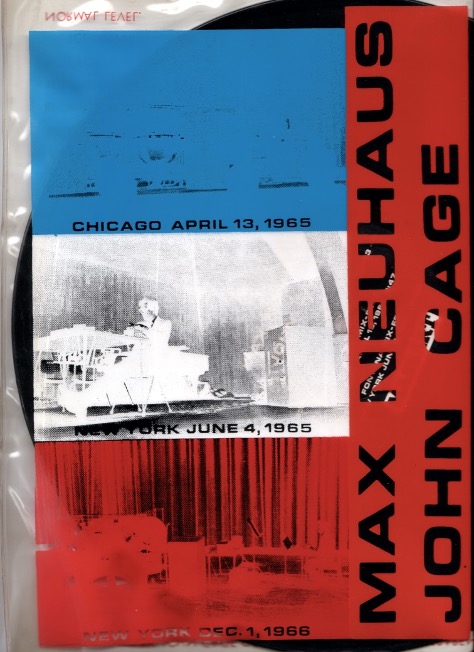 NORMAL LEVEL.
CHICAGO APRIL 13, 1965
NEW YORK JUNE 4, 1965
NEW YORK DEC. 1, 1966
MAX NEUHAUS
JOHN CAGE